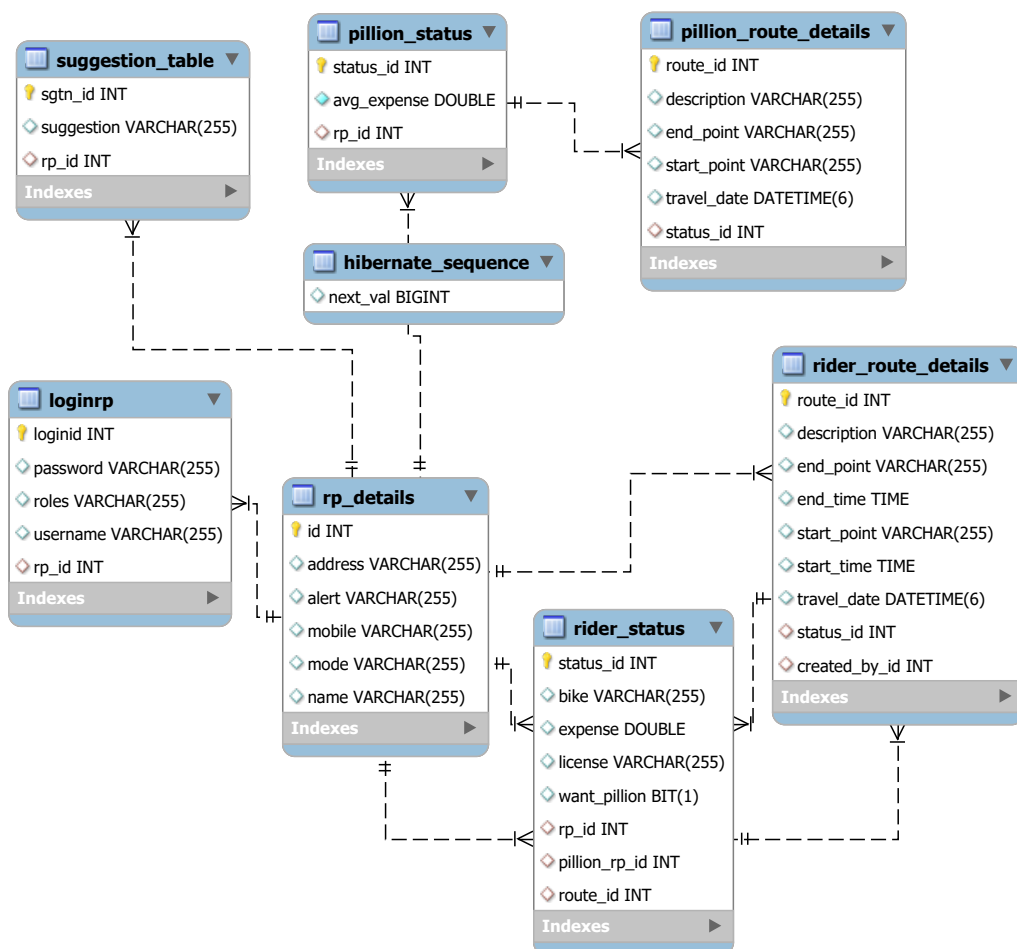 suggestion_table
sgtn_id INT
suggestion VARCHAR(255)
rp_id INT
Indexes
pillion_status
status_id INT
avg_expense DOUBLE
rp_id INT
Indexes
pillion_route_details
route_id INT
description VARCHAR(255)
end_point VARCHAR(255)
start_point VARCHAR(255)
travel_date DATETIME(6)
status_id INT
Indexes
hibernate_sequence
next_val BIGINT
loginrp
loginid INT
password VARCHAR(255)
roles VARCHAR(255)
username VARCHAR(255)
rp_id INT
Indexes
rp_details
id INT
address VARCHAR(255)
alert VARCHAR(255)
mobile VARCHAR(255)
mode VARCHAR(255)
name VARCHAR(255)
Indexes
rider_route_details
route_id INT
description VARCHAR(255)
end_point VARCHAR(255)
end_time TIME
start_point VARCHAR(255)
start_time TIME
travel_date DATETIME(6)
status_id INT
created_by_id INT
Indexes
rider_status
status_id INT
bike VARCHAR(255)
expense DOUBLE
license VARCHAR(255)
want_pillion BIT(1)
rp_id INT
pillion_rp_id INT
route_id INT
Indexes